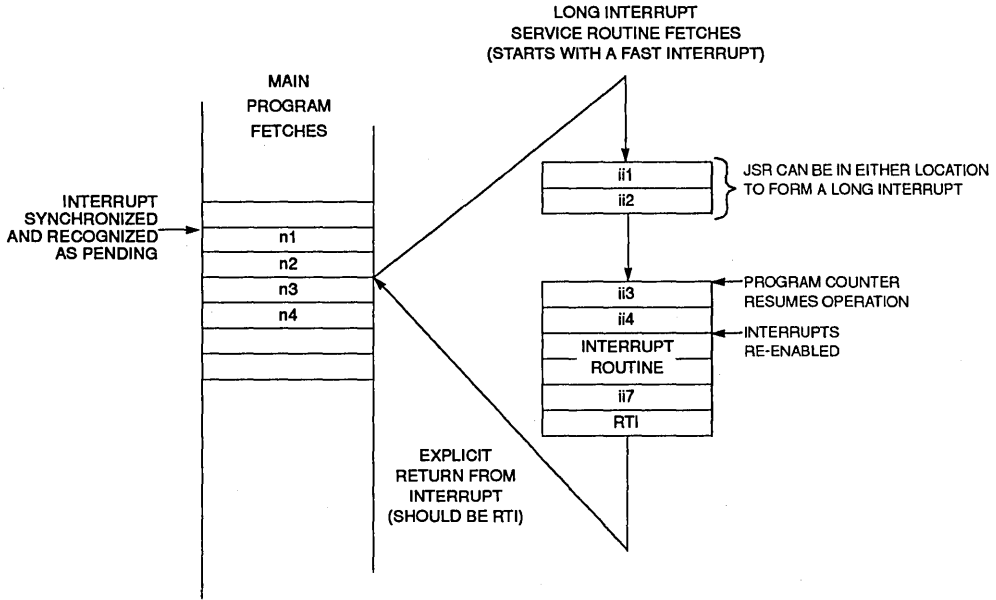 LONG INTERRUPT
SERVICE ROUTINE FETCHES
(STARTS WITH A FAST INTERRUPT)
MAIN
PROGRAM
FETCHES
INTERRUPT
SYNCHRONIZED
AND RECOGNIZED
AS PENDING
n1
n2
n3
n4
ii1
ii2
JSR CAN BE IN EITHER LOCATION
TO FORM A LONG INTERRUPT
ii3
ii4
INTERRUPT
ROUTINE
ii7
RTI
PROGRAM COUNTER
RESUMES OPERATION
INTERRUPTS
RE-ENABLED
EXPLICIT
RETURN FROM
INTERRUPT
(SHOULD BE RTI)